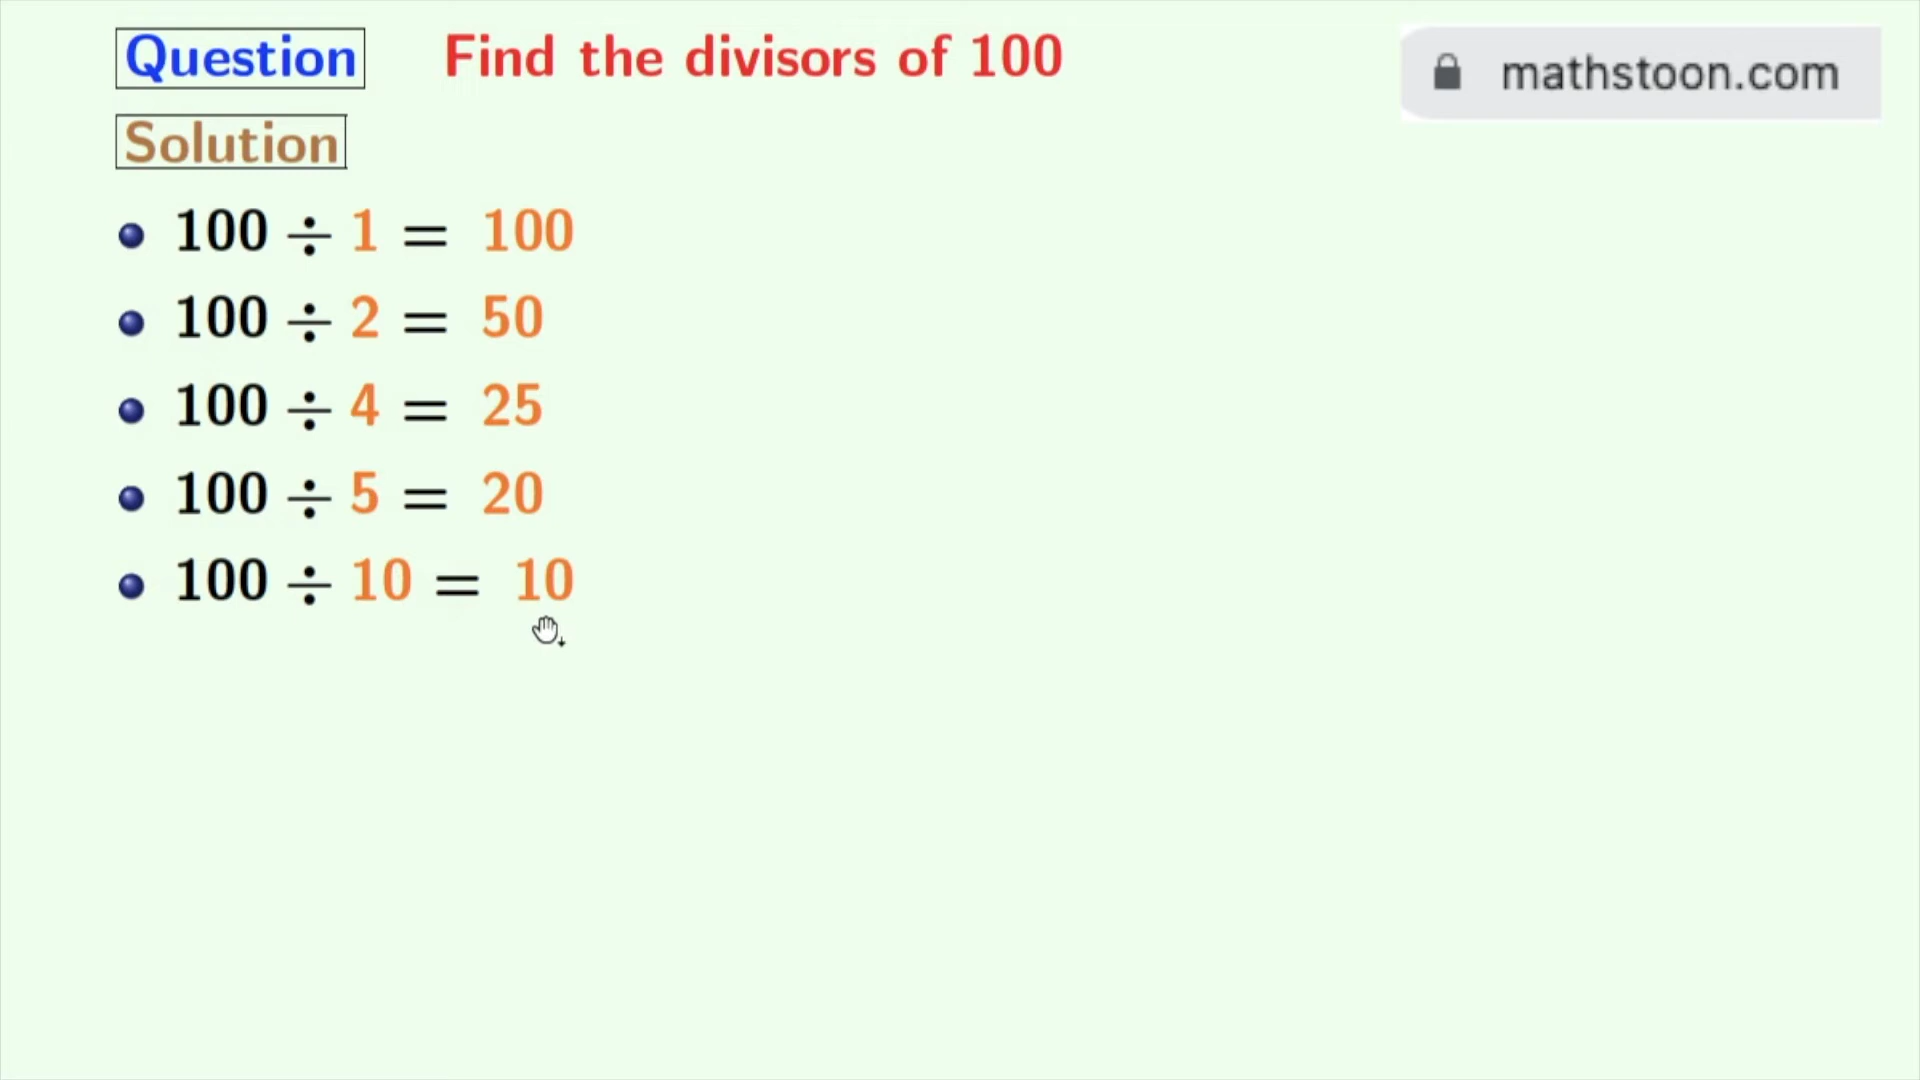 Question Find the divisors of 100
mathstoon.com
Solution
• 100 ÷ 1 = 100
• 100 ÷ 2 = 50
• 100 ÷ 4 = 25
• 100 ÷ 5 = 20
• 100 ÷ 10 = 10